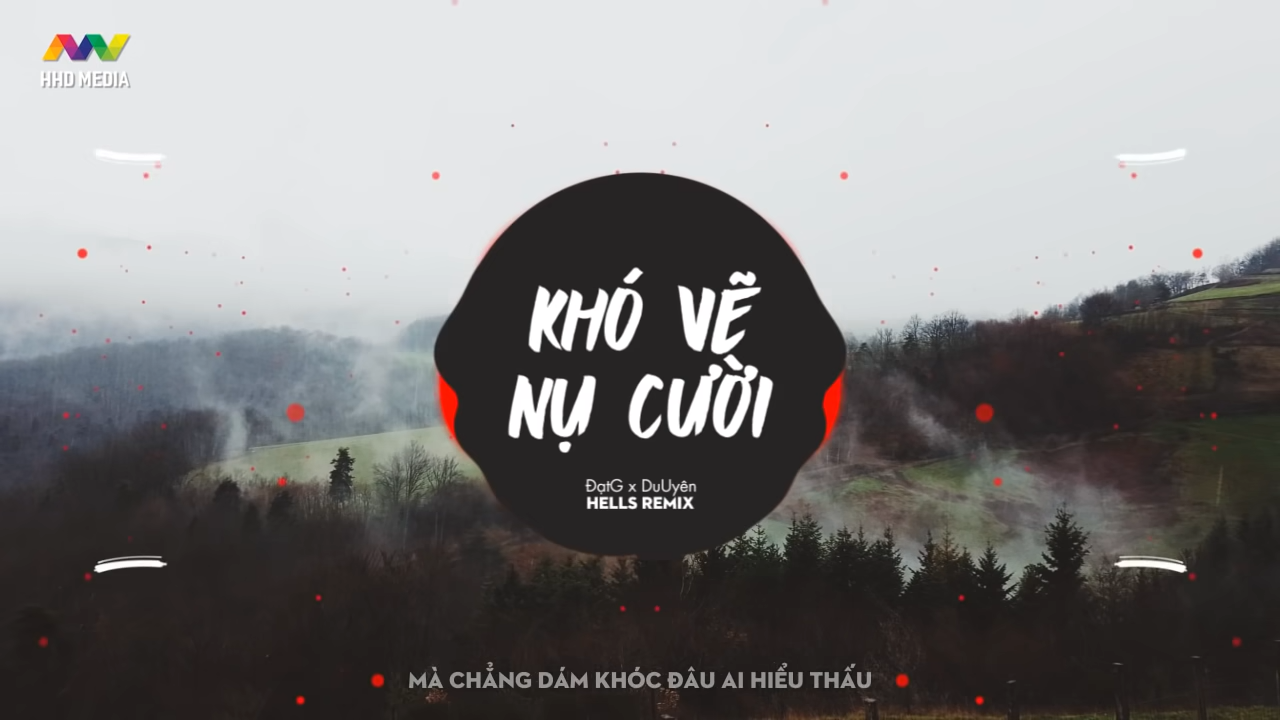 HHD MEDIA
KHÓ VẼ
NỤ CƯỜI
ĐạtG x DuUyên
HELLS REMIX
MÀ CHẲNG DÁM KHÓC ĐÂU AI HIỂU THẤU